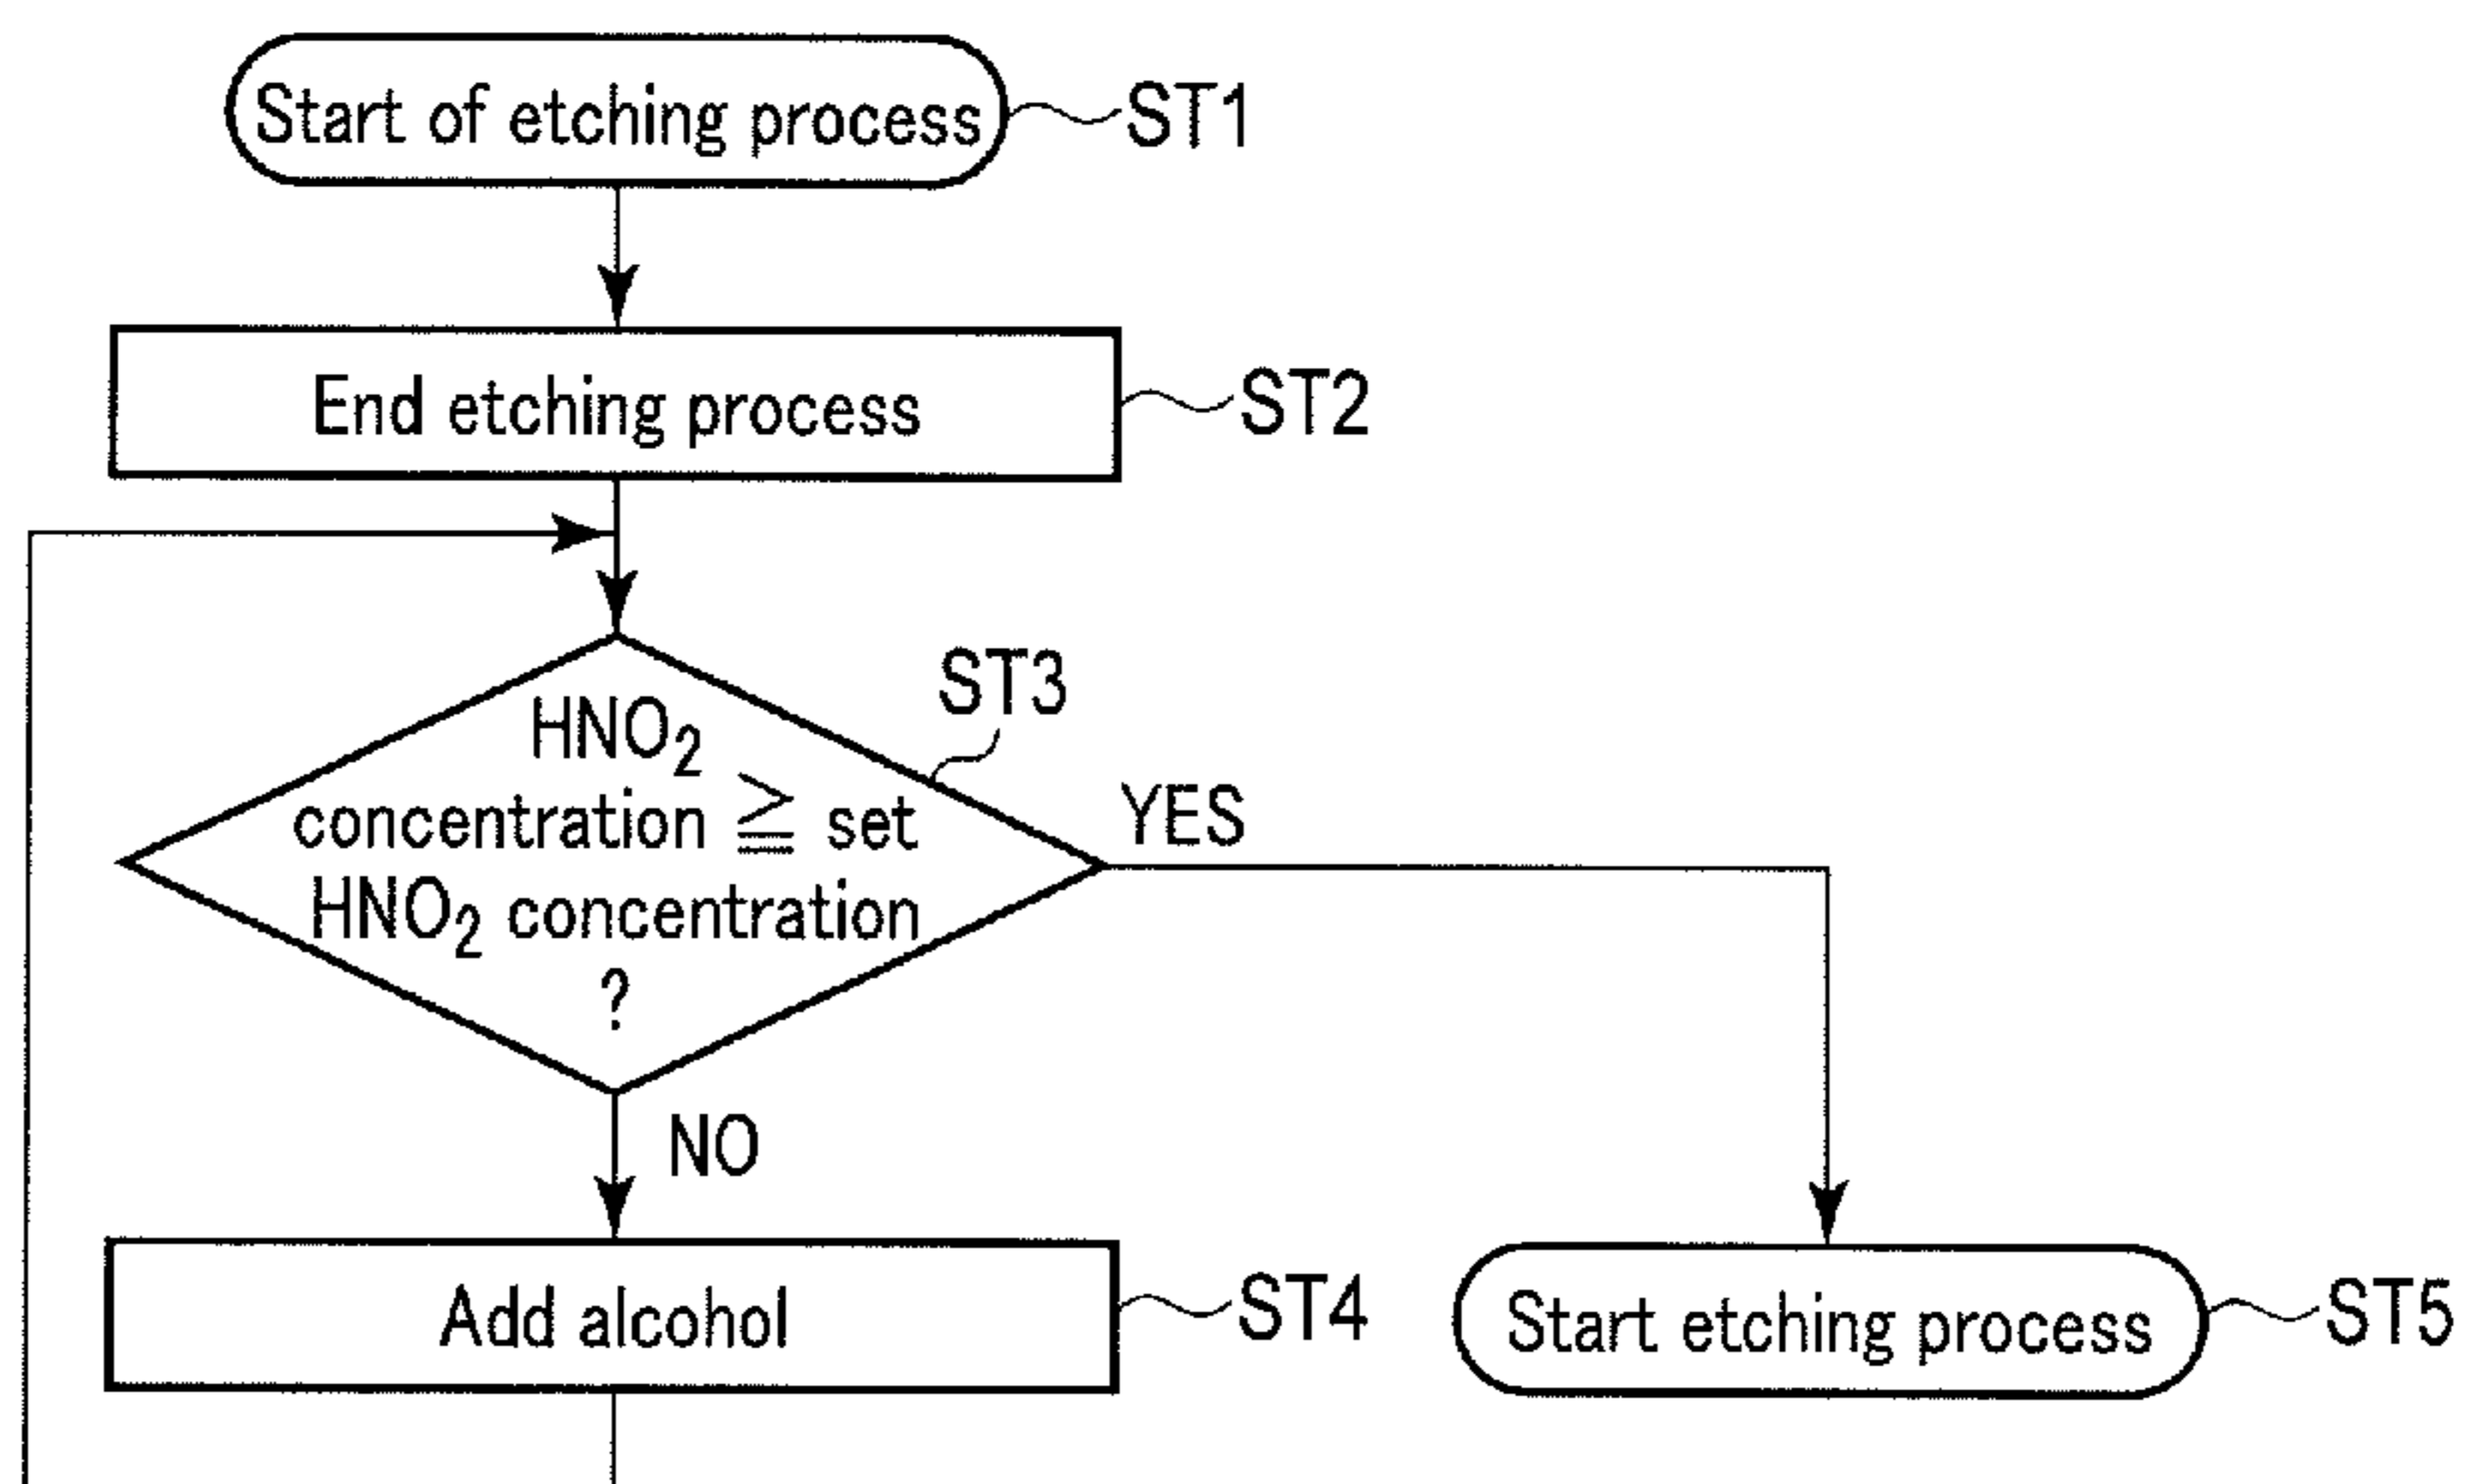 Start of etching process
ST1
End etching process
ST2
HNO₂
concentration ≧ set
HNO₂ concentration
?
ST3
YES
NO
Add alcohol
ST4
Start etching process
ST5